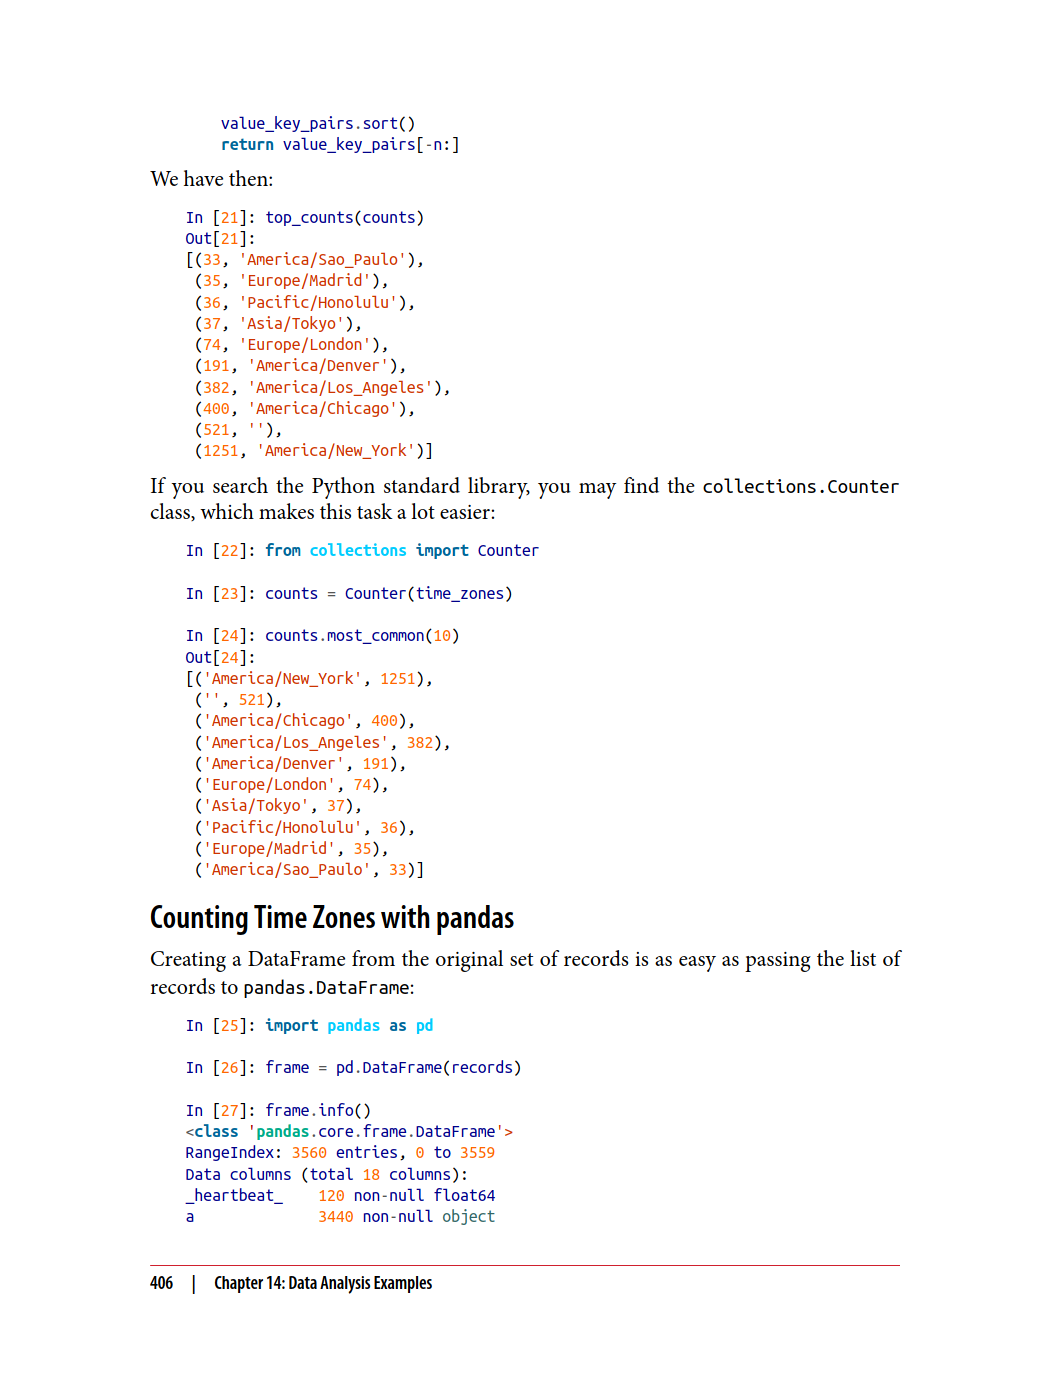 value_key_pairs.sort()
return value_key_pairs[-n:]
We have then:
In [21]: top_counts(counts)
Out[21]:
[(33, 'America/Sao_Paulo'),
(35, 'Europe/Madrid'),
(36, 'Pacific/Honolulu'),
(37, 'Asia/Tokyo'),
(74, 'Europe/London'),
(191, 'America/Denver'),
(382, 'America/Los_Angeles'),
(400, 'America/Chicago'),
(521, ''),
(1251, 'America/New_York')]
If you search the Python standard library, you may find the collections.Counter
class, which makes this task a lot easier:
In [22]: from collections import Counter
In [23]: counts = Counter(time_zones)
In [24]: counts.most_common(10)
Out[24]:
[('America/New_York', 1251),
('', 521),
('America/Chicago', 400),
('America/Los_Angeles', 382),
('America/Denver', 191),
('Europe/London', 74),
('Asia/Tokyo', 37),
('Pacific/Honolulu', 36),
('Europe/Madrid', 35),
('America/Sao_Paulo', 33)]
Counting Time Zones with pandas
Creating a DataFrame from the original set of records is as easy as passing the list of
records to pandas.DataFrame:
In [25]: import pandas as pd
In [26]: frame = pd.DataFrame(records)
In [27]: frame.info()
<class 'pandas.core.frame.DataFrame'>
RangeIndex: 3560 entries, 0 to 3559
Data columns (total 18 columns):
_heartbeat_    120 non-null float64
a              3440 non-null object
406 | Chapter 14: Data Analysis Examples